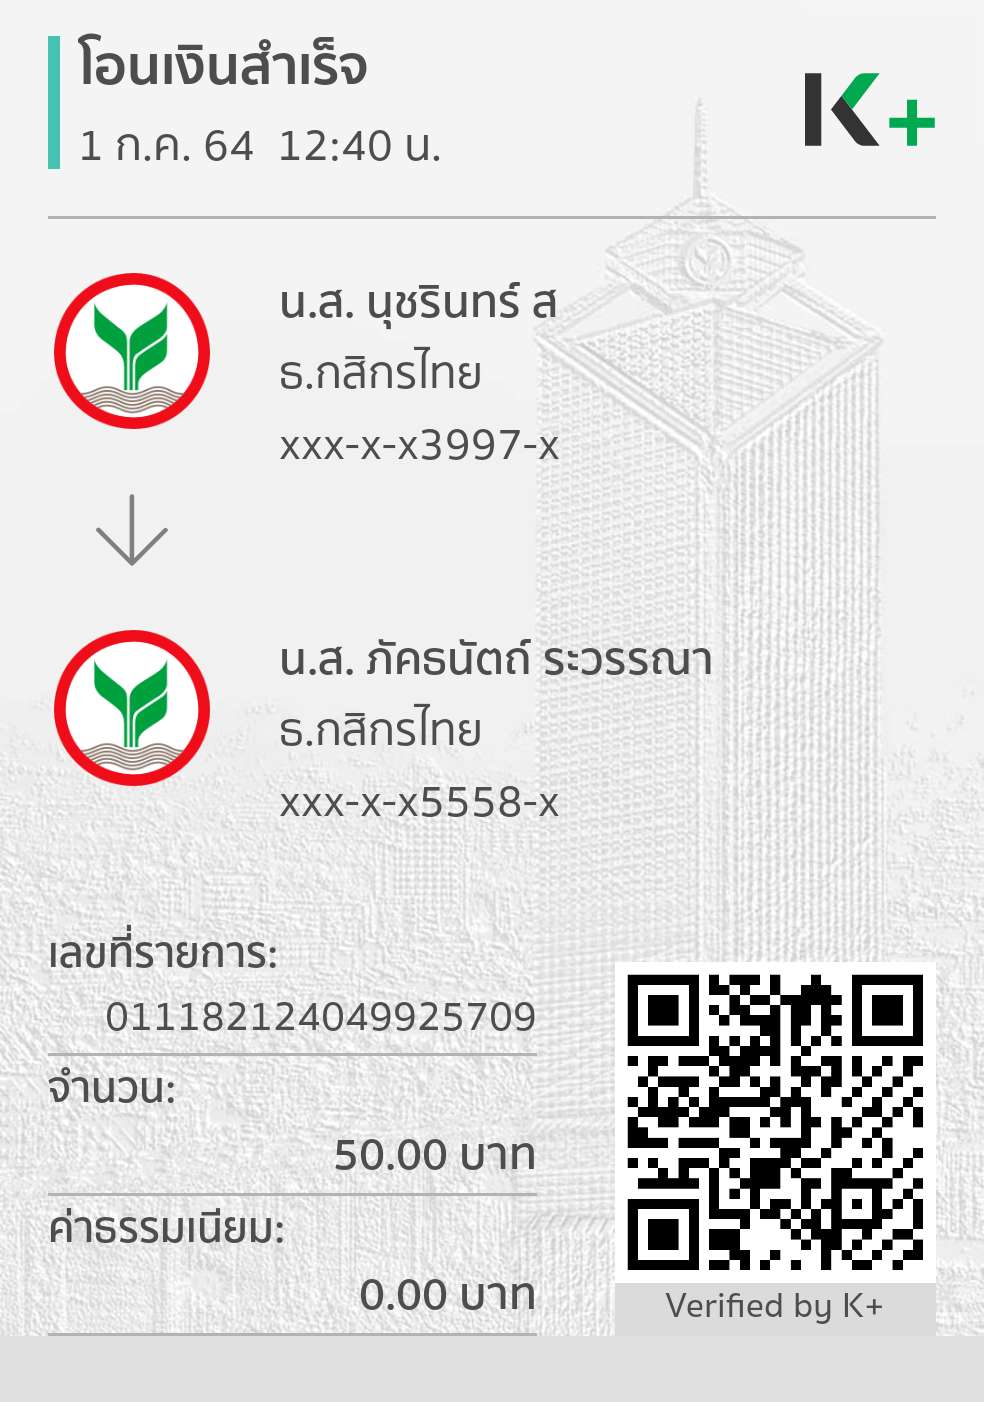 โอนเงินสำเร็จ
1 ก.ค. 64  12:40 น.
K+
น.ส. นุชรินทร์ ส
ธ.กสิกรไทย
xxx-x-x3997-x
น.ส. ภัคธนัตถ์ ระวรรณา
ธ.กสิกรไทย
xxx-x-x5558-x
เลขที่รายการ:
011182124049925709
จำนวน:
50.00 บาท
ค่าธรรมเนียม:
0.00 บาท
Verified by K+